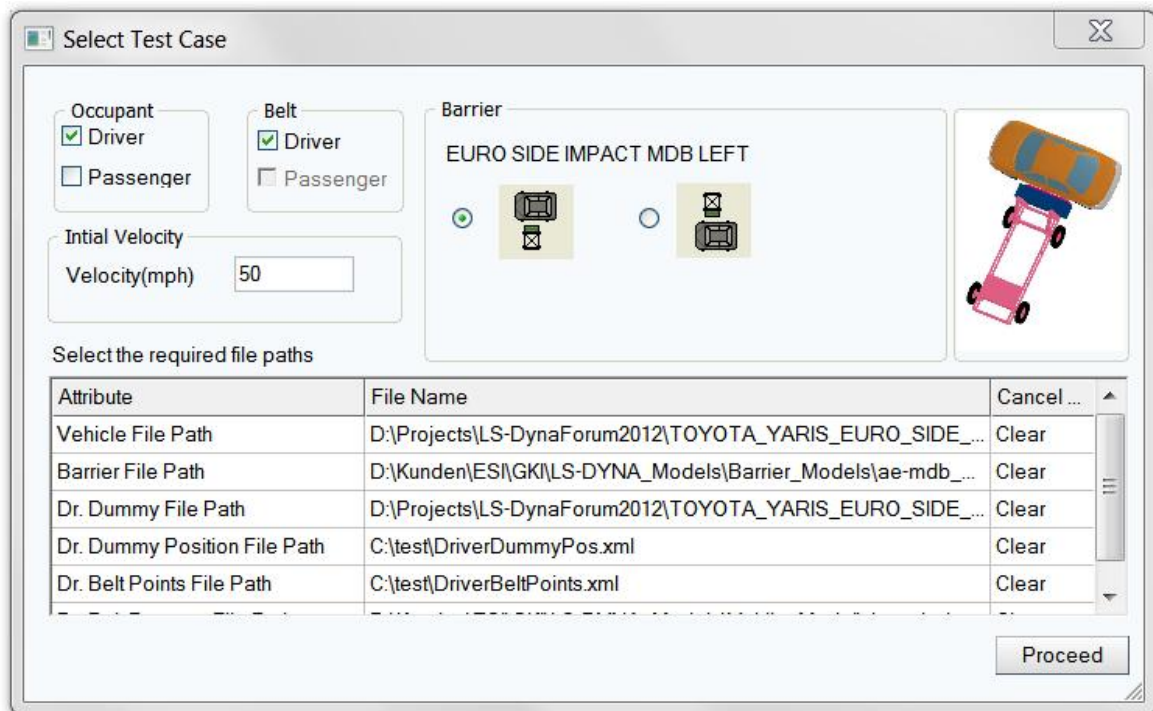 Select Test Case
Occupant
Driver
Passenger
Belt
Driver
Passenger
Barrier
EURO SIDE IMPACT MDB LEFT
Intial Velocity
Velocity(mph)
50
Select the required file paths
Attribute File Name Cancel ...
Vehicle File Path D:\Projects\LS-DynaForum2012\TOYOTA_YARIS_EURO_SIDE_... Clear
Barrier File Path D:\Kunden\ESI\GKI\LS-DYNA_Models\Barrier_Models\ae-mdb_... Clear
Dr. Dummy File Path D:\Projects\LS-DynaForum2012\TOYOTA_YARIS_EURO_SIDE_... Clear
Dr. Dummy Position File Path C:\test\DriverDummyPos.xml Clear
Dr. Belt Points File Path C:\test\DriverBeltPoints.xml Clear
Proceed